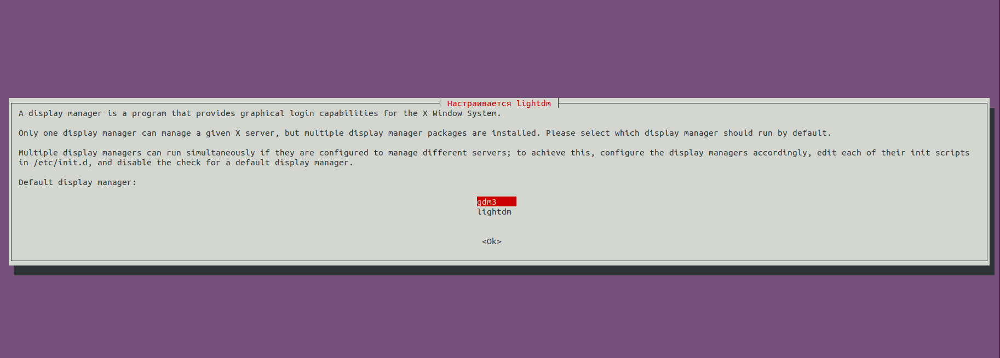 Настраивается lightdm
A display manager is a program that provides graphical login capabilities for the X Window System.
Only one display manager can manage a given X server, but multiple display manager packages are installed. Please select which display manager should run by default.
Multiple display managers can run simultaneously if they are configured to manage different servers; to achieve this, configure the display managers accordingly, edit each of their init scripts
in /etc/init.d, and disable the check for a default display manager.
Default display manager:
gdm3
lightdm
<Ok>